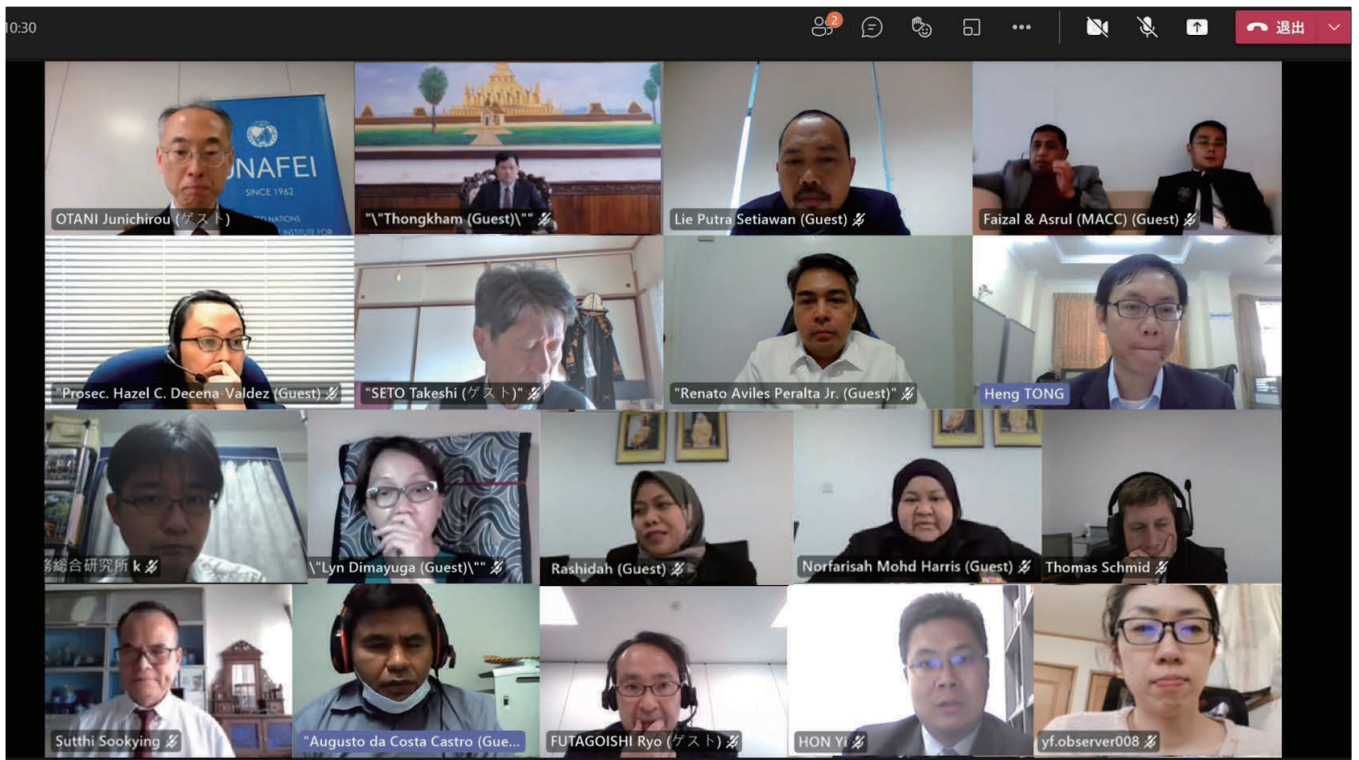 10:30
2
退出
UNAFEI
SINCE 1962
NATIONS
INSTITUTE FOR
OTANI Junichirou (ゲスト)
"\"Thongkham (Guest)\""
Lie Putra Setiawan (Guest)
Faizal & Asrul (MACC) (Guest)
"Prosec. Hazel C. Decena-Valdez (Guest)
"SETO Takeshi (ゲスト)"
"Renato Aviles Peralta Jr. (Guest)"
Heng TONG
務総合研究所 k
\"Lyn Dimayuga (Guest)\""
Rashidah (Guest)
Norfarisah Mohd Harris (Guest)
Thomas Schmid
Sutthi Sookying
"Augusto da Costa Castro (Gue...
FUTAGOISHI Ryo (ゲスト)
HON Yi
yf.observer008